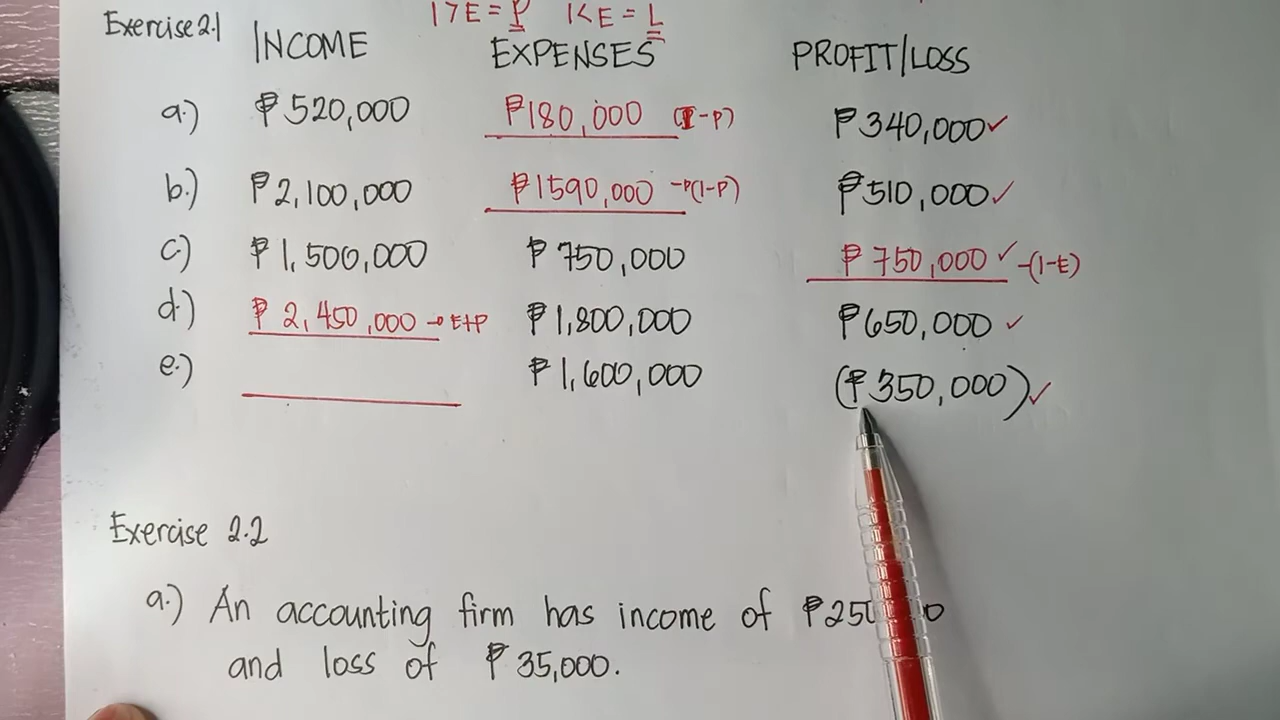 I>E = P I<E = L
Exercise 2.1
INCOME EXPENSES PROFIT/LOSS
a.) ₱520,000 ₱180,000 (I-P) ₱340,000✓
b.) ₱2,100,000 ₱1590,000 →(I-P) ₱510,000✓
c.) ₱1,500,000 ₱750,000 ₱750,000✓ -(I-E)
d.) ₱2,450,000 → E+P ₱1,800,000 ₱650,000 ✓
e.) ₱1,600,000 (₱350,000)✓
Exercise 2.2
a.) An accounting firm has income of
and loss of ₱35,000.